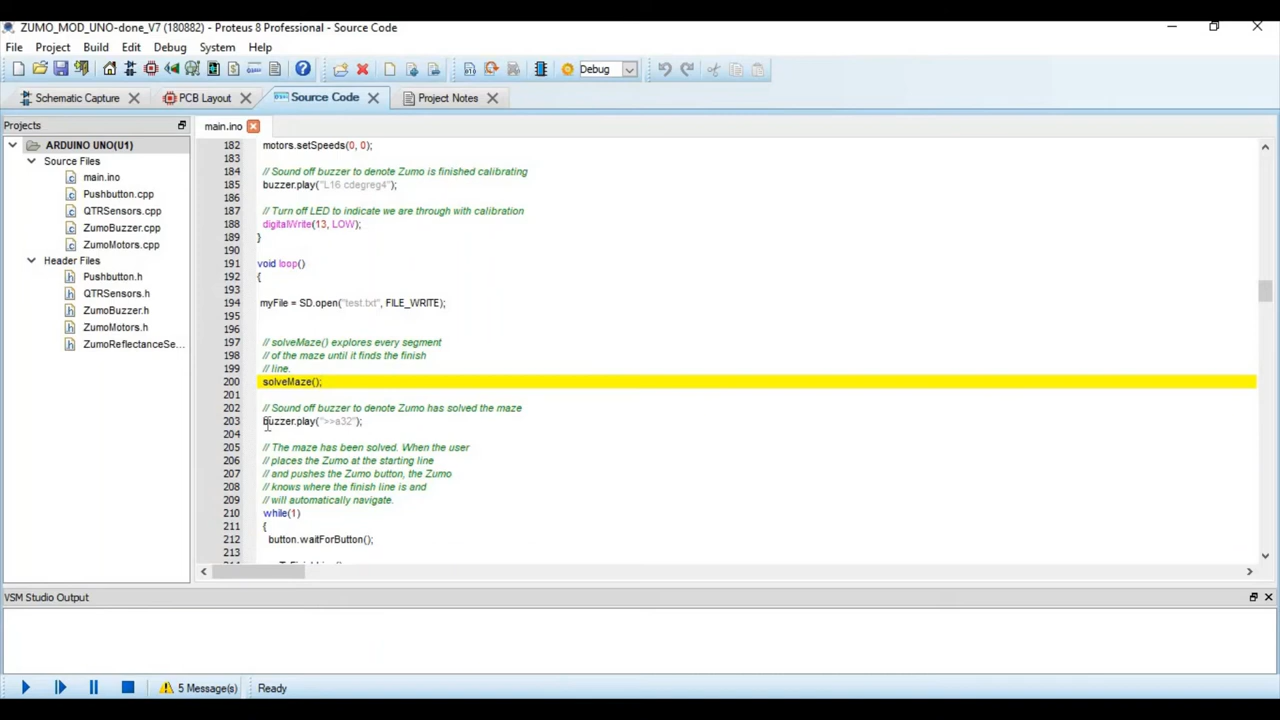 ZUMO_MOD_UNO-done_V7 (180882) - Proteus 8 Professional - Source Code
File Project Build Edit Debug System Help
Debug
Schematic Capture PCB Layout Source Code Project Notes
Projects
main.ino
ARDUINO UNO(U1)
Source Files
main.ino
Pushbutton.cpp
QTRSensors.cpp
ZumoBuzzer.cpp
ZumoMotors.cpp
Header Files
Pushbutton.h
QTRSensors.h
ZumoBuzzer.h
ZumoMotors.h
ZumoReflectanceSe...
182 motors.setSpeeds(0, 0);
183
184 // Sound off buzzer to denote Zumo is finished calibrating
185 buzzer.play("L16 cdegreg4");
186
187 // Turn off LED to indicate we are through with calibration
188 digitalWrite(13, LOW);
189 }
190
191 void loop()
192 {
193
194 myFile = SD.open("test.txt", FILE_WRITE);
195
196
197 // solveMaze() explores every segment
198 // of the maze until it finds the finish
199 // line.
200 solveMaze();
201
202 // Sound off buzzer to denote Zumo has solved the maze
203 buzzer.play(">>a32");
204
205 // The maze has been solved. When the user
206 // places the Zumo at the starting line
207 // and pushes the Zumo button, the Zumo
208 // knows where the finish line is and
209 // will automatically navigate.
210 while(1)
211 {
212 button.waitForButton();
213
VSM Studio Output
5 Message(s) Ready